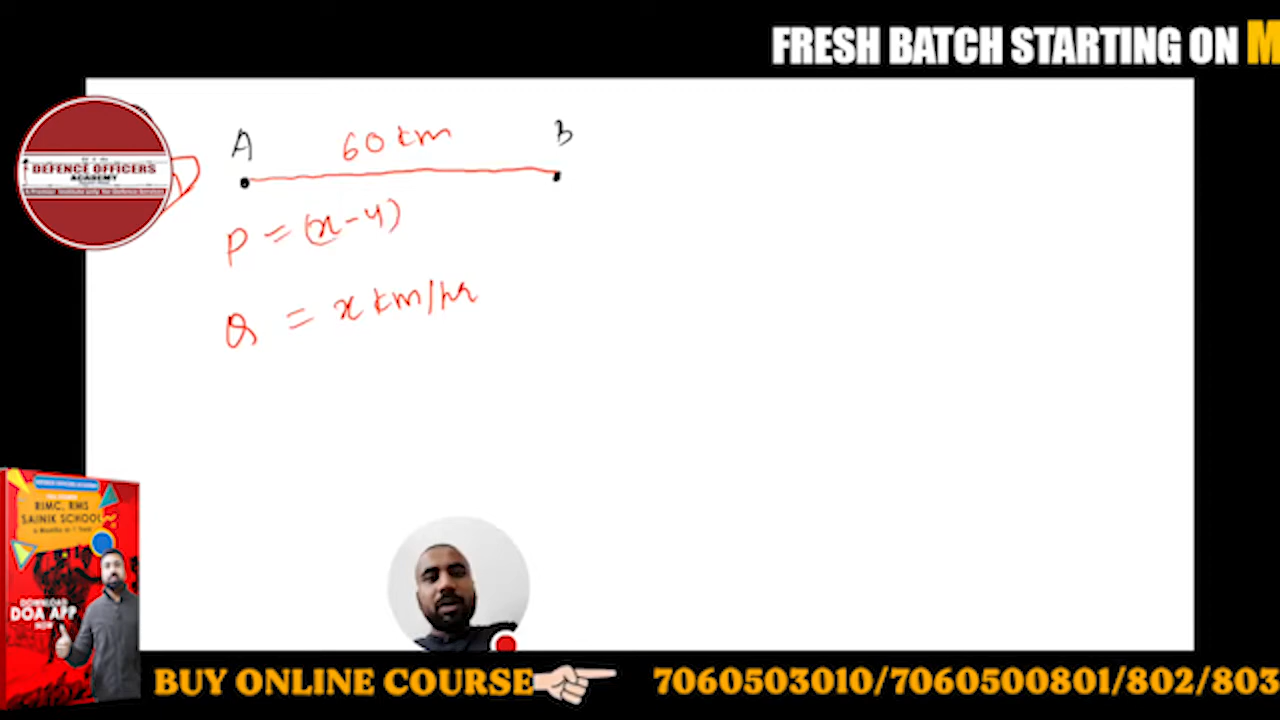 FRESH BATCH STARTING ON M
A 60 km B
DEFENCE OFFICERS
ACADEMY
P = (x-4)
Q = x km/hr
RIMC, RMS
SAINIK SCHOOL
DOWNLOAD
DOA APP
NOW
BUY ONLINE COURSE 7060503010/7060500801/802/803